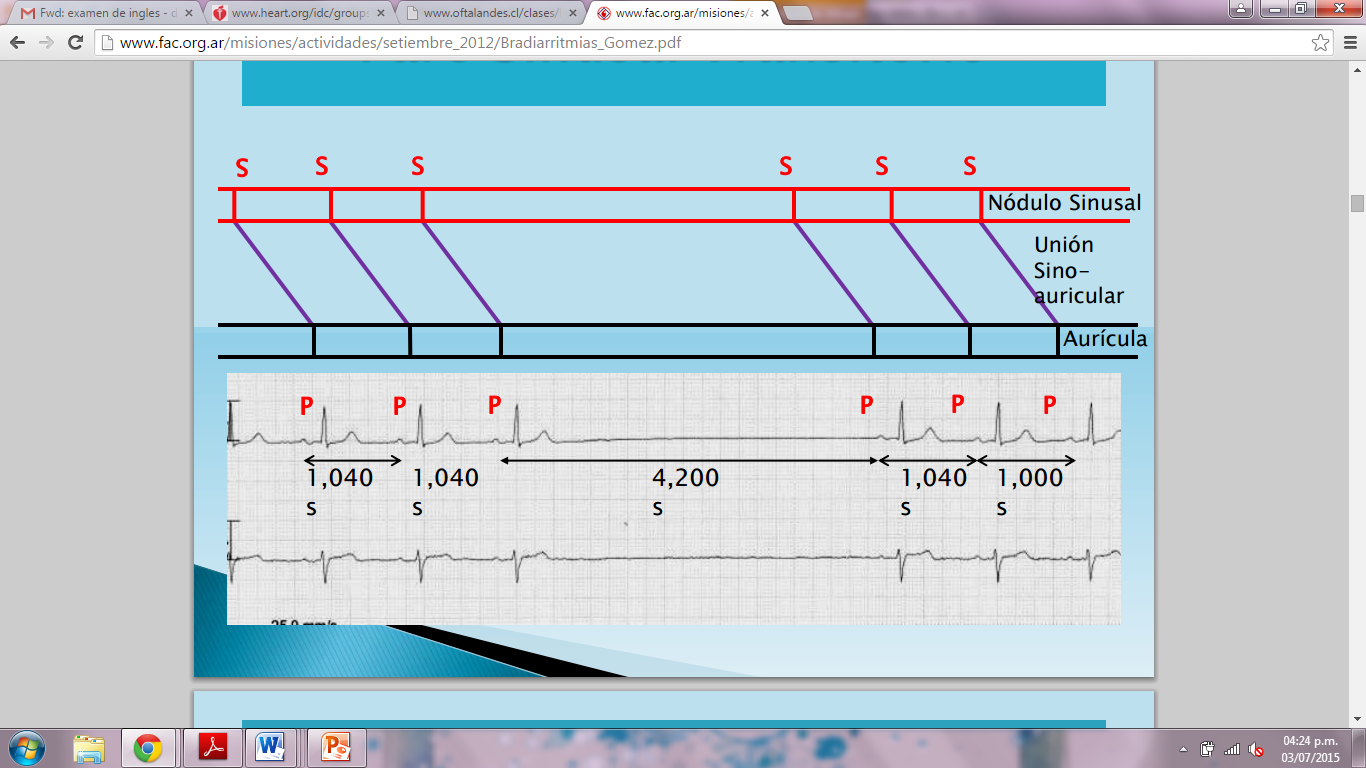 Fwd: examen de ingles - d
www.heart.org/idc/group
www.oftalandes.cl/clases/
www.fac.org.ar/misiones/
www.fac.org.ar/misiones/actividades/setiembre_2012/Bradiarritmias_Gomez.pdf
S S S S S S
Nódulo Sinusal
Unión
Sino-
auricular
Aurícula
P P P P P P
1,040 1,040 4,200 1,040 1,000
s s s s s
04:24 p.m.
03/07/2015